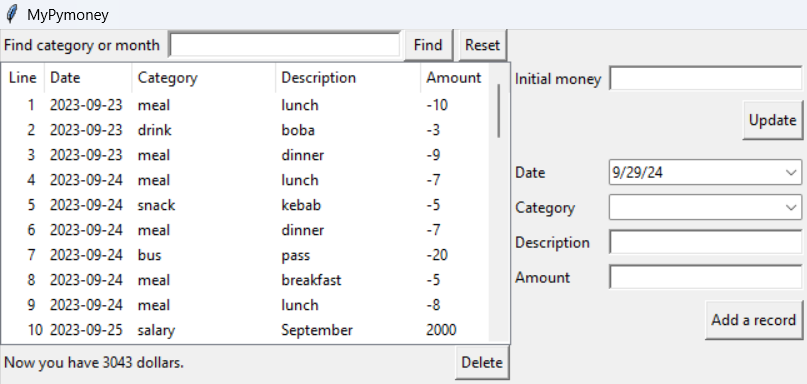 MyPymoney
Find category or month Find Reset
Line Date Category Description Amount
1 2023-09-23 meal lunch -10
2 2023-09-23 drink boba -3
3 2023-09-23 meal dinner -9
4 2023-09-24 meal lunch -7
5 2023-09-24 snack kebab -5
6 2023-09-24 meal dinner -7
7 2023-09-24 bus pass -20
8 2023-09-24 meal breakfast -5
9 2023-09-24 meal lunch -8
10 2023-09-25 salary September 2000
Now you have 3043 dollars. Delete
Initial money
Update
Date 9/29/24
Category
Description
Amount
Add a record